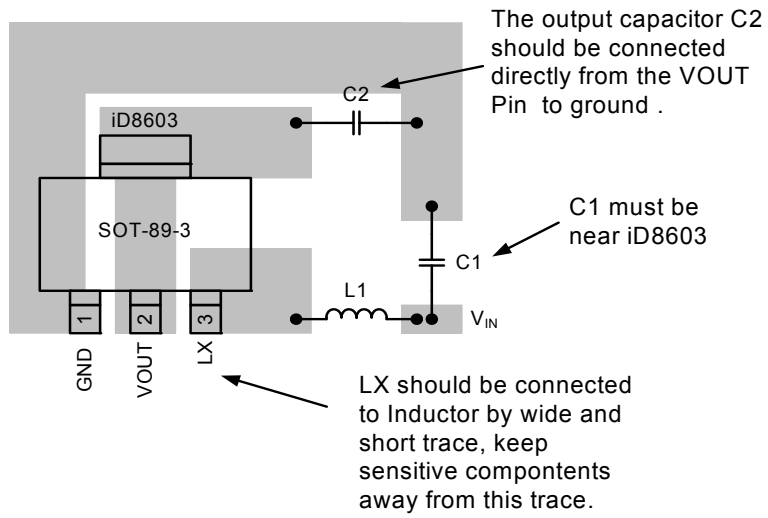 The output capacitor C2
should be connected
directly from the VOUT
Pin to ground .
C2
iD8603
SOT-89-3
C1 must be
near iD8603
C1
L1
VIN
1
2
3
GND
VOUT
LX
LX should be connected
to Inductor by wide and
short trace, keep
sensitive compontents
away from this trace.